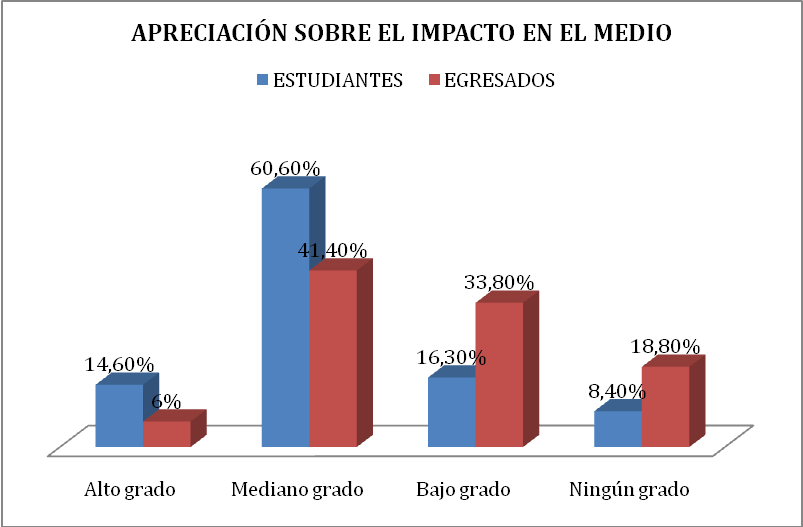 APRECIACIÓN SOBRE EL IMPACTO EN EL MEDIO
ESTUDIANTES EGRESADOS
60,60%
41,40%
33,80%
14,60%
16,30%
18,80%
6%
8,40%
Alto grado Mediano grado Bajo grado Ningún grado